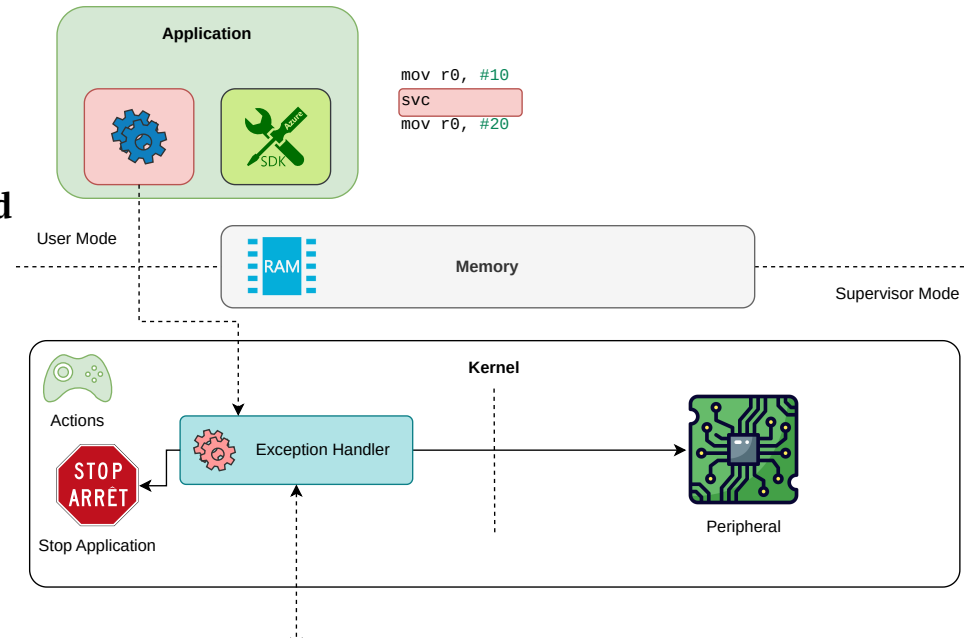 Application
mov r0, #10
svc
mov r0, #20
Azure
SDK
d
User Mode
RAM
Memory
Supervisor Mode
Kernel
Actions
Exception Handler
STOP
ARRÊT
Stop Application
Peripheral